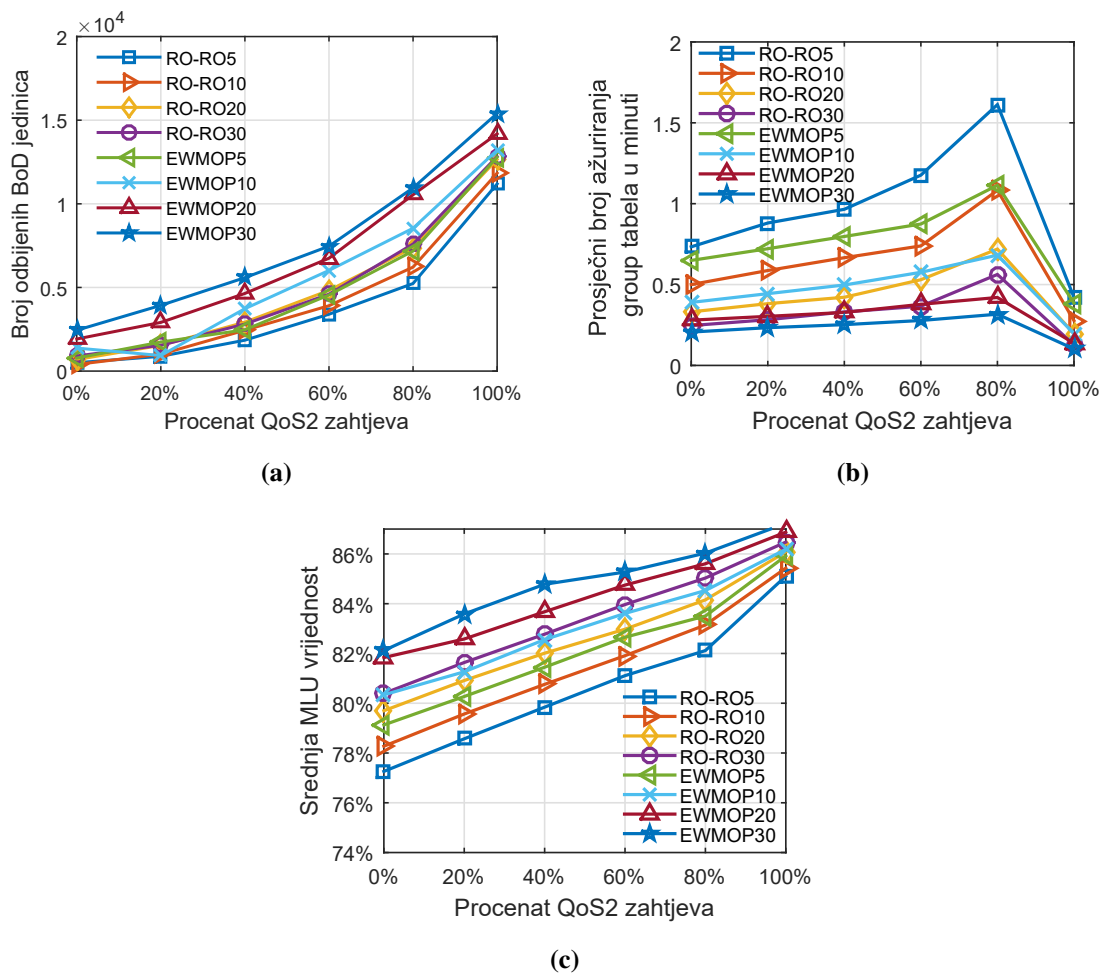 ×10⁴
2
1.5
1
0.5
0
Broj odbijenih BoD jedinica
RO-RO5
RO-RO10
RO-RO20
RO-RO30
EWMOP5
EWMOP10
EWMOP20
EWMOP30
0% 20% 40% 60% 80% 100%
Procenat QoS2 zahtjeva
(a)
2
1.5
1
0.5
0
Prosječni broj ažuriranja
group tabela u minuti
RO-RO5
RO-RO10
RO-RO20
RO-RO30
EWMOP5
EWMOP10
EWMOP20
EWMOP30
0% 20% 40% 60% 80% 100%
Procenat QoS2 zahtjeva
(b)
86%
84%
82%
80%
78%
76%
74%
Srednja MLU vrijednost
RO-RO5
RO-RO10
RO-RO20
RO-RO30
EWMOP5
EWMOP10
EWMOP20
EWMOP30
0% 20% 40% 60% 80% 100%
Procenat QoS2 zahtjeva
(c)